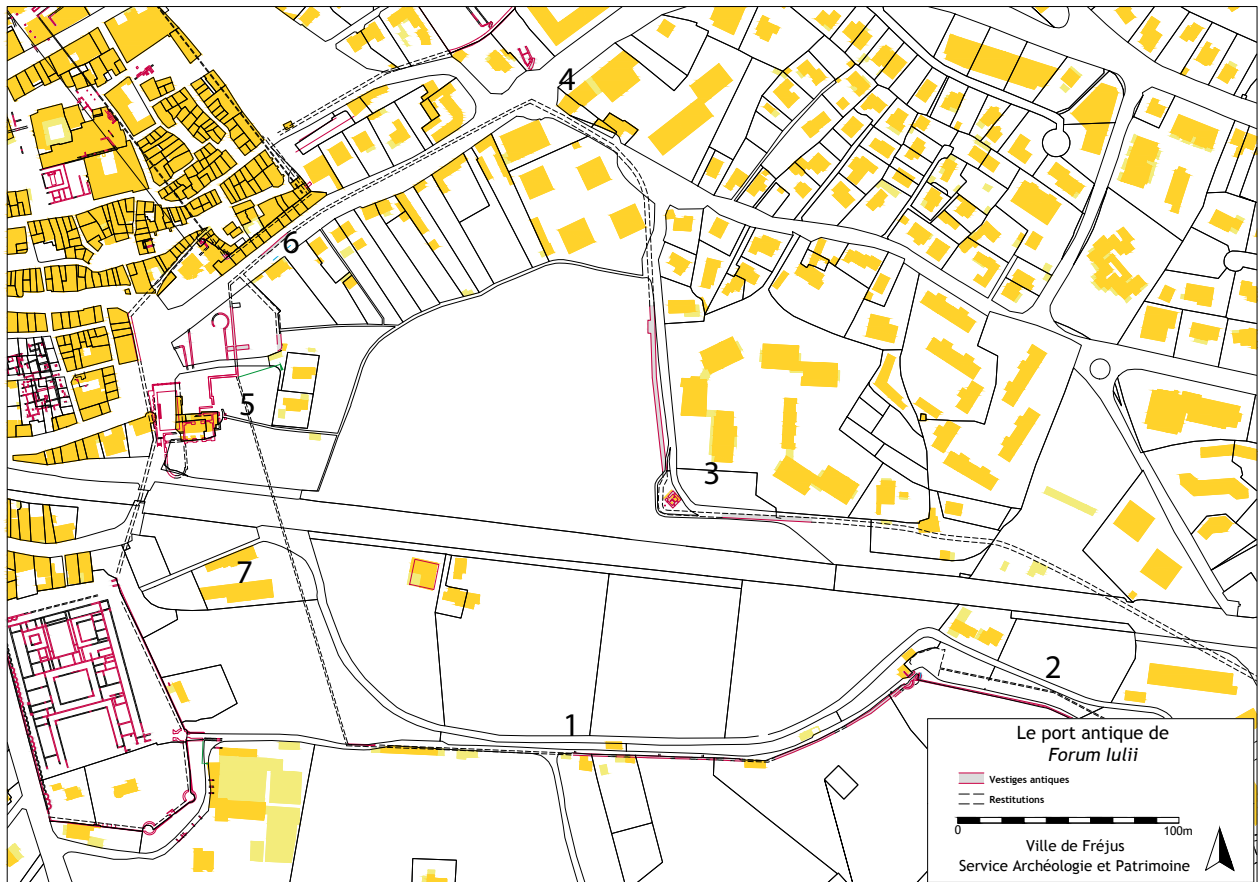 4
6
5
3
7
2
1
Le port antique de
Forum Iulii
Vestiges antiques
Restitutions
0 100m
Ville de Fréjus
Service Archéologie et Patrimoine